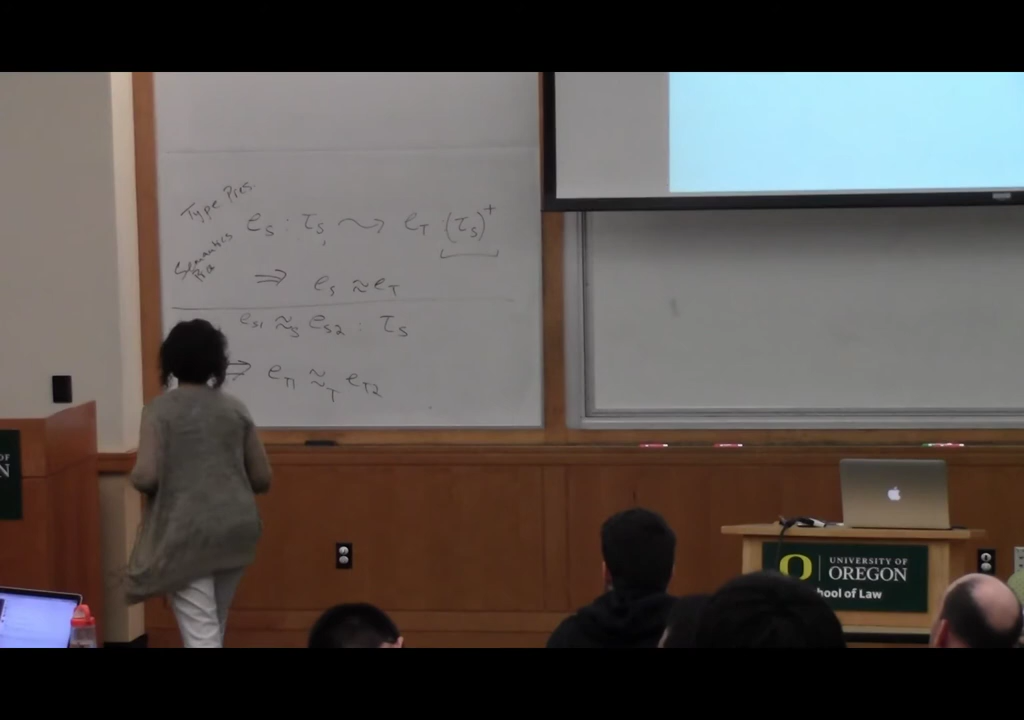 Type Pres.
e_S : τ_S ⇝ e_T (τ_S)⁺
Semantics
⇒ e_S ≈ e_T
e_S1 ≈_S e_S2 : τ_S
⇒ e_T1 ≈_T e_T2
UNIVERSITY OF
OREGON
hool of Law
OF
N